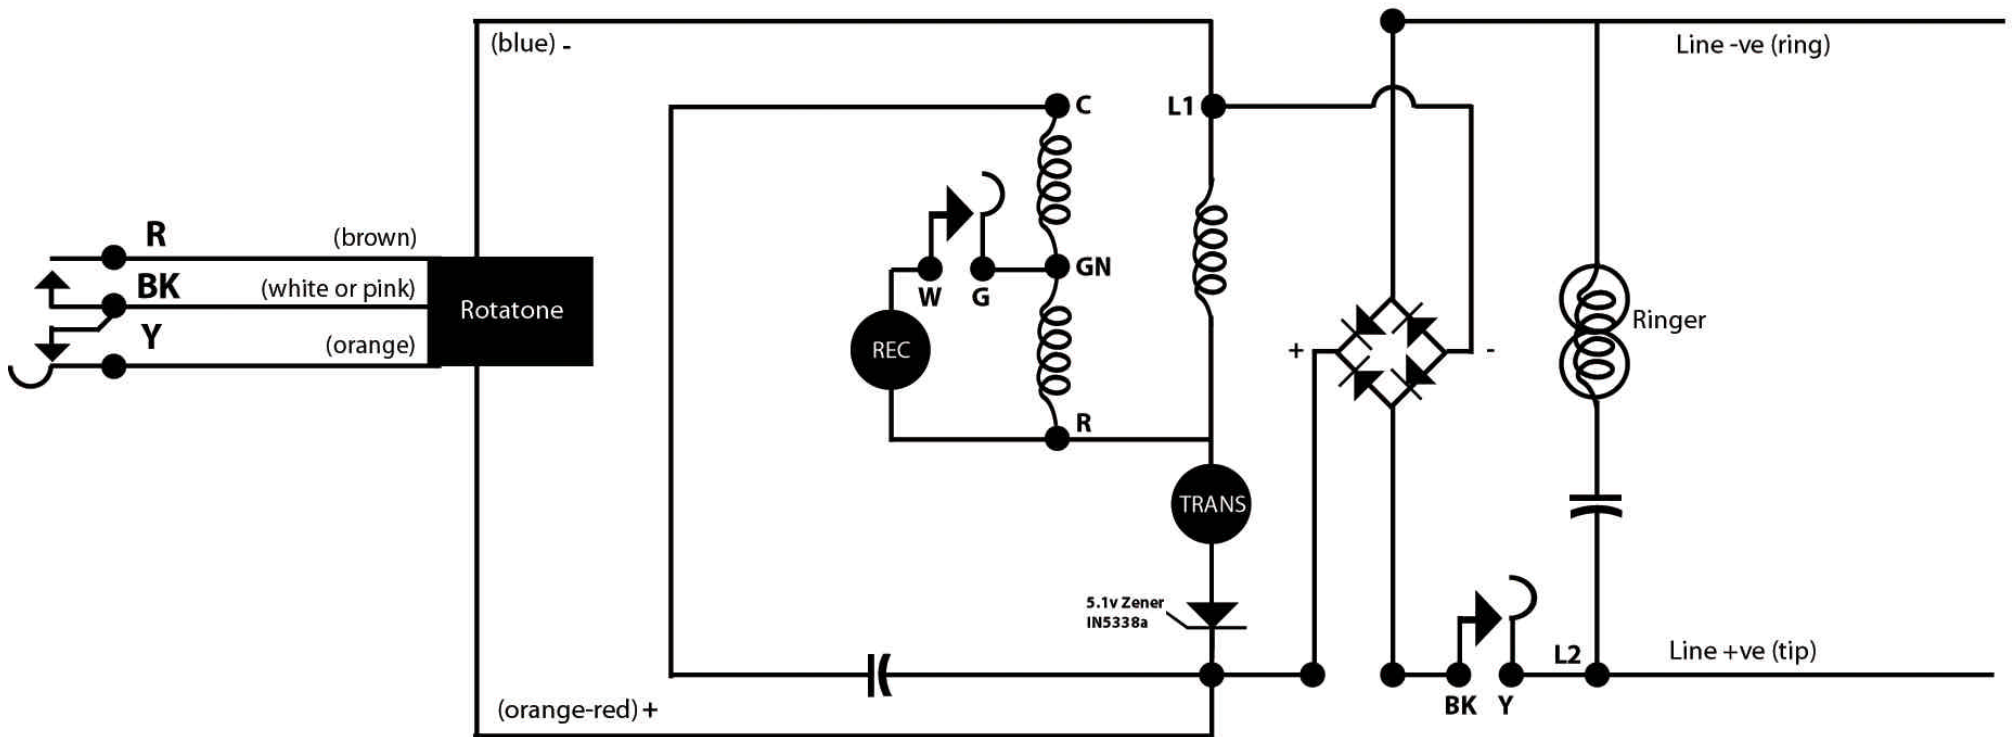 (blue) -
Line -ve (ring)
C
L1
R
(brown)
BK
(white or pink)
Y
(orange)
Rotatone
GN
W
G
REC
R
TRANS
+
-
Ringer
5.1v Zener
IN5338a
L2
Line +ve (tip)
BK
Y
(orange-red) +